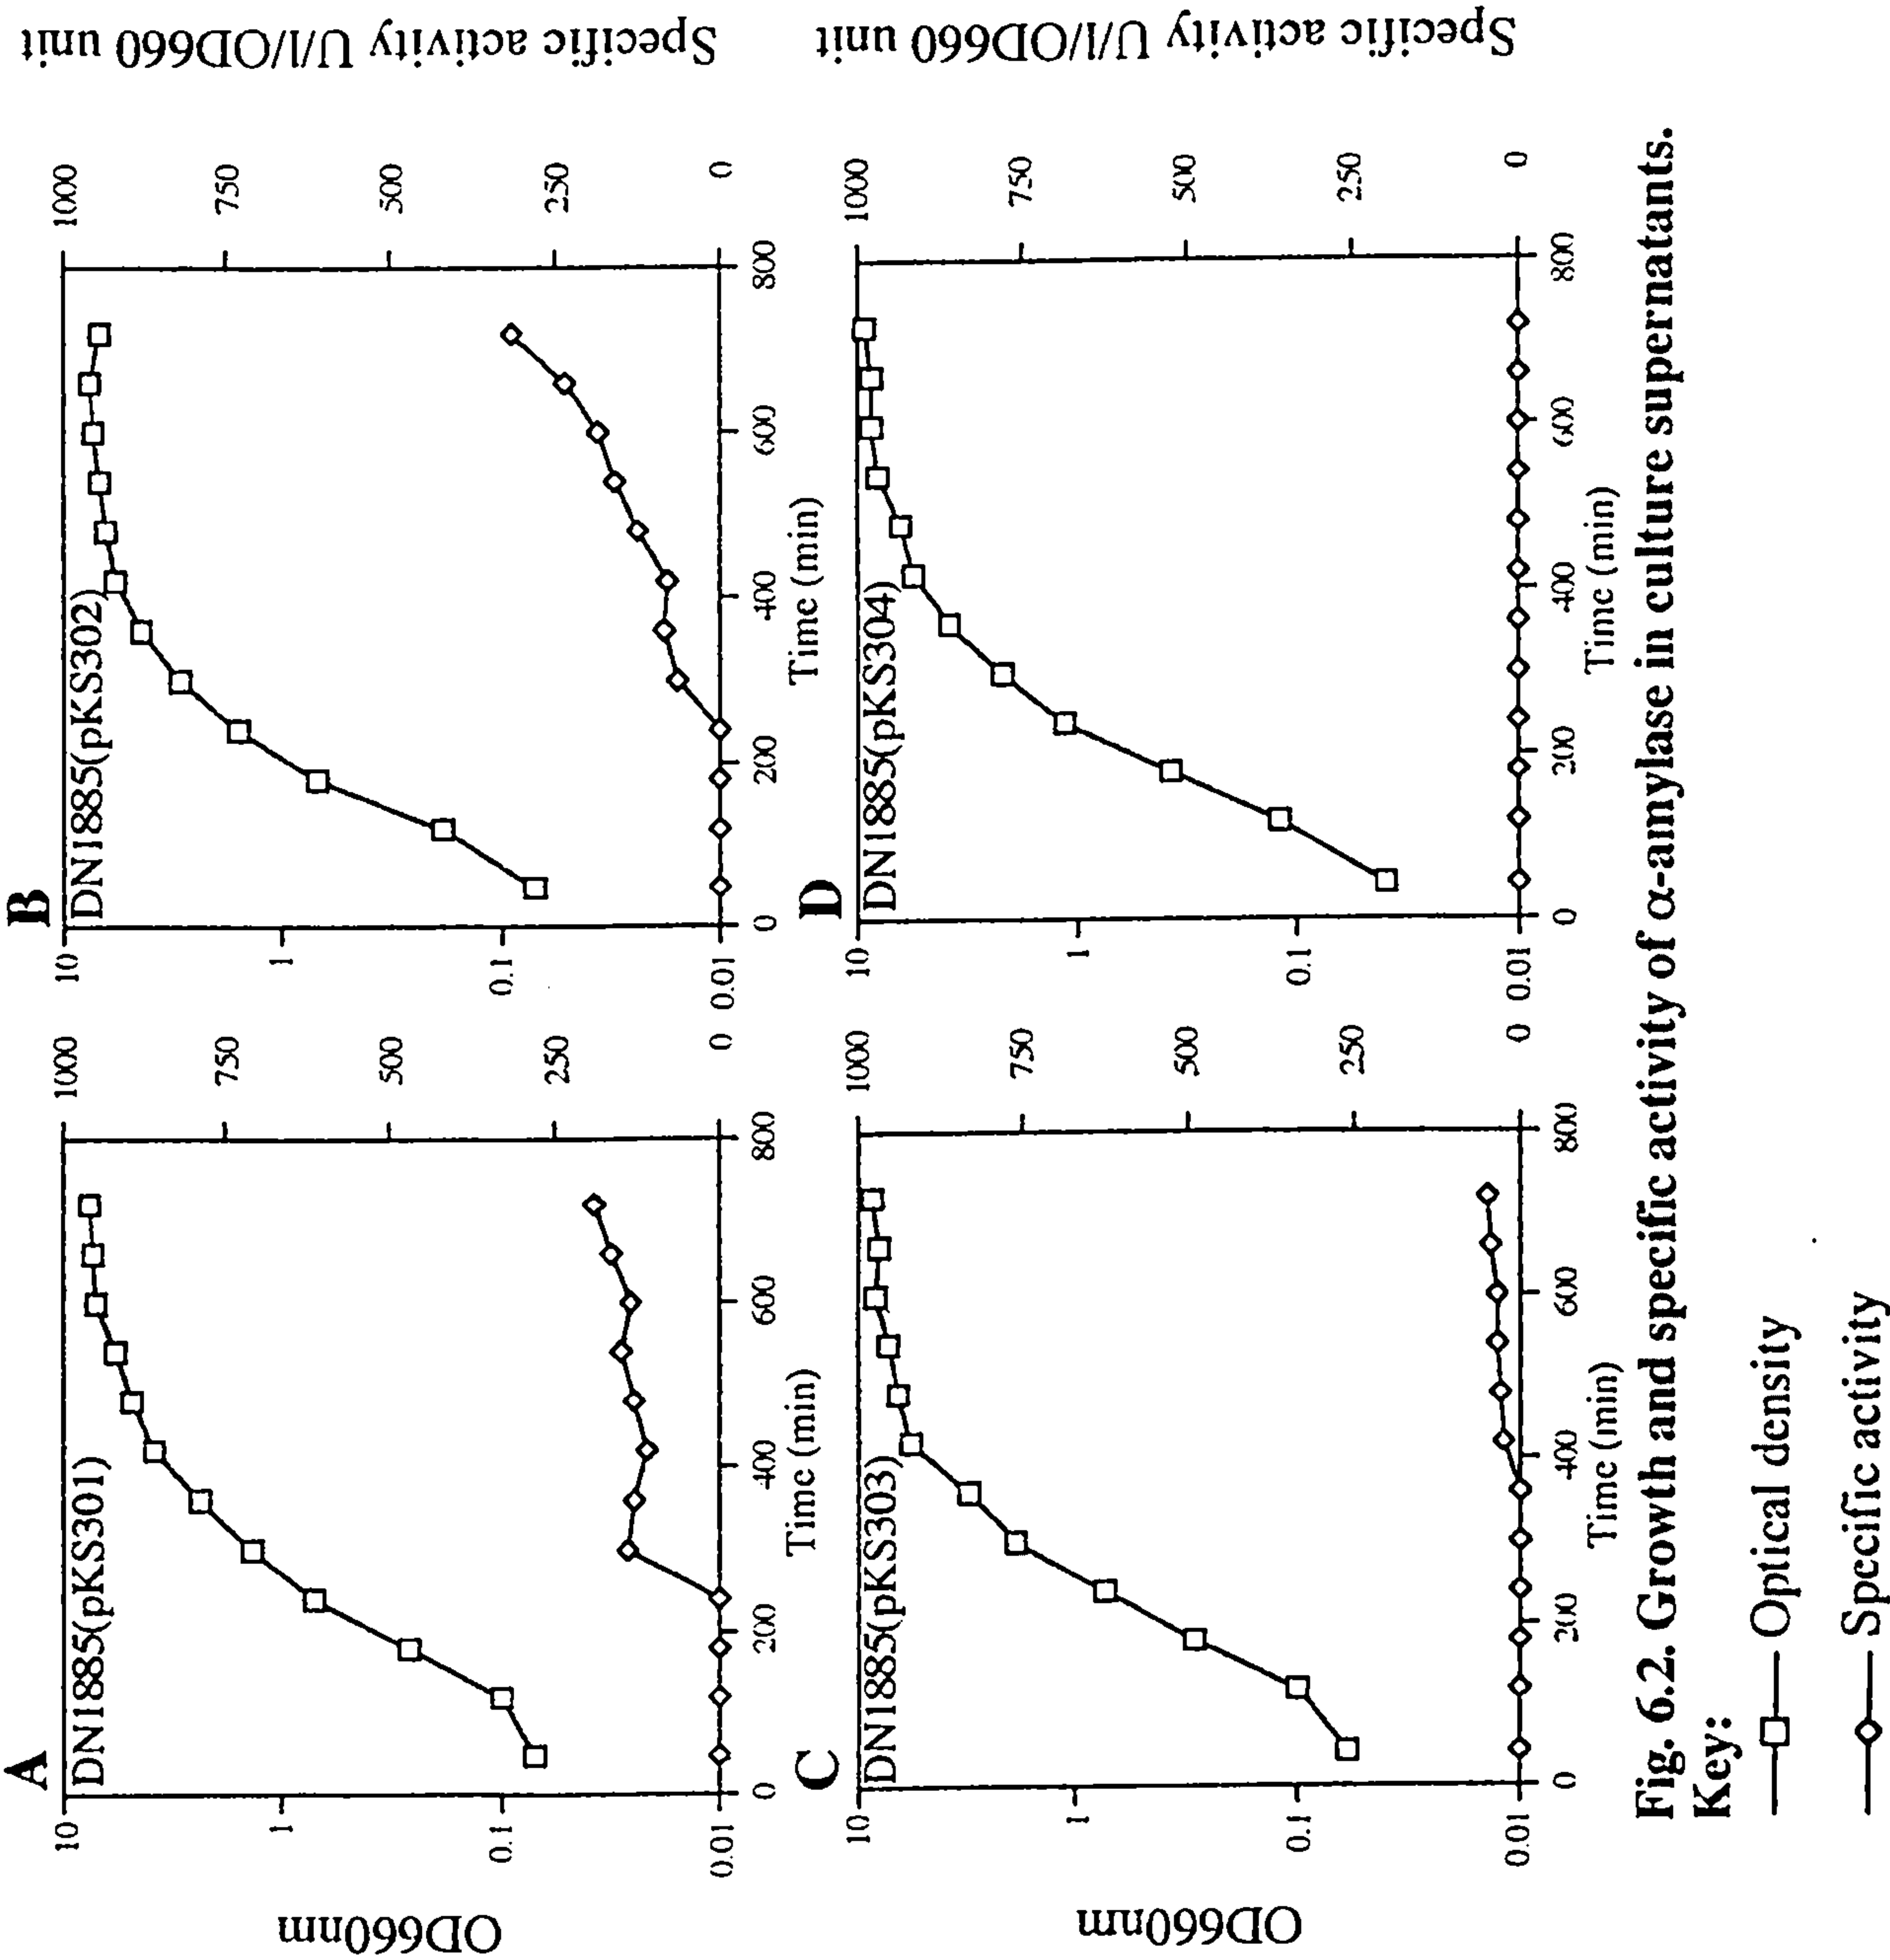 A
DN1885(pKS301)
OD660nm
10
1
0.1
0.01
0
200
400
600
800
Time (min)
1000
750
500
250
0
B
DN1885(pKS302)
10
1
0.1
0.01
0
200
400
600
800
Time (min)
1000
750
500
250
0
Specific activity U/l/OD660 unit
C
DN1885(pKS303)
OD660nm
10
1
0.1
0.01
0
200
400
600
800
Time (min)
1000
750
500
250
0
D
DN1885(pKS304)
10
1
0.1
0.01
0
200
400
600
800
Time (min)
1000
750
500
250
0
Specific activity U/l/OD660 unit
Fig. 6.2. Growth and specific activity of α-amylase in culture supernatants.
Key:
Optical density
Specific activity